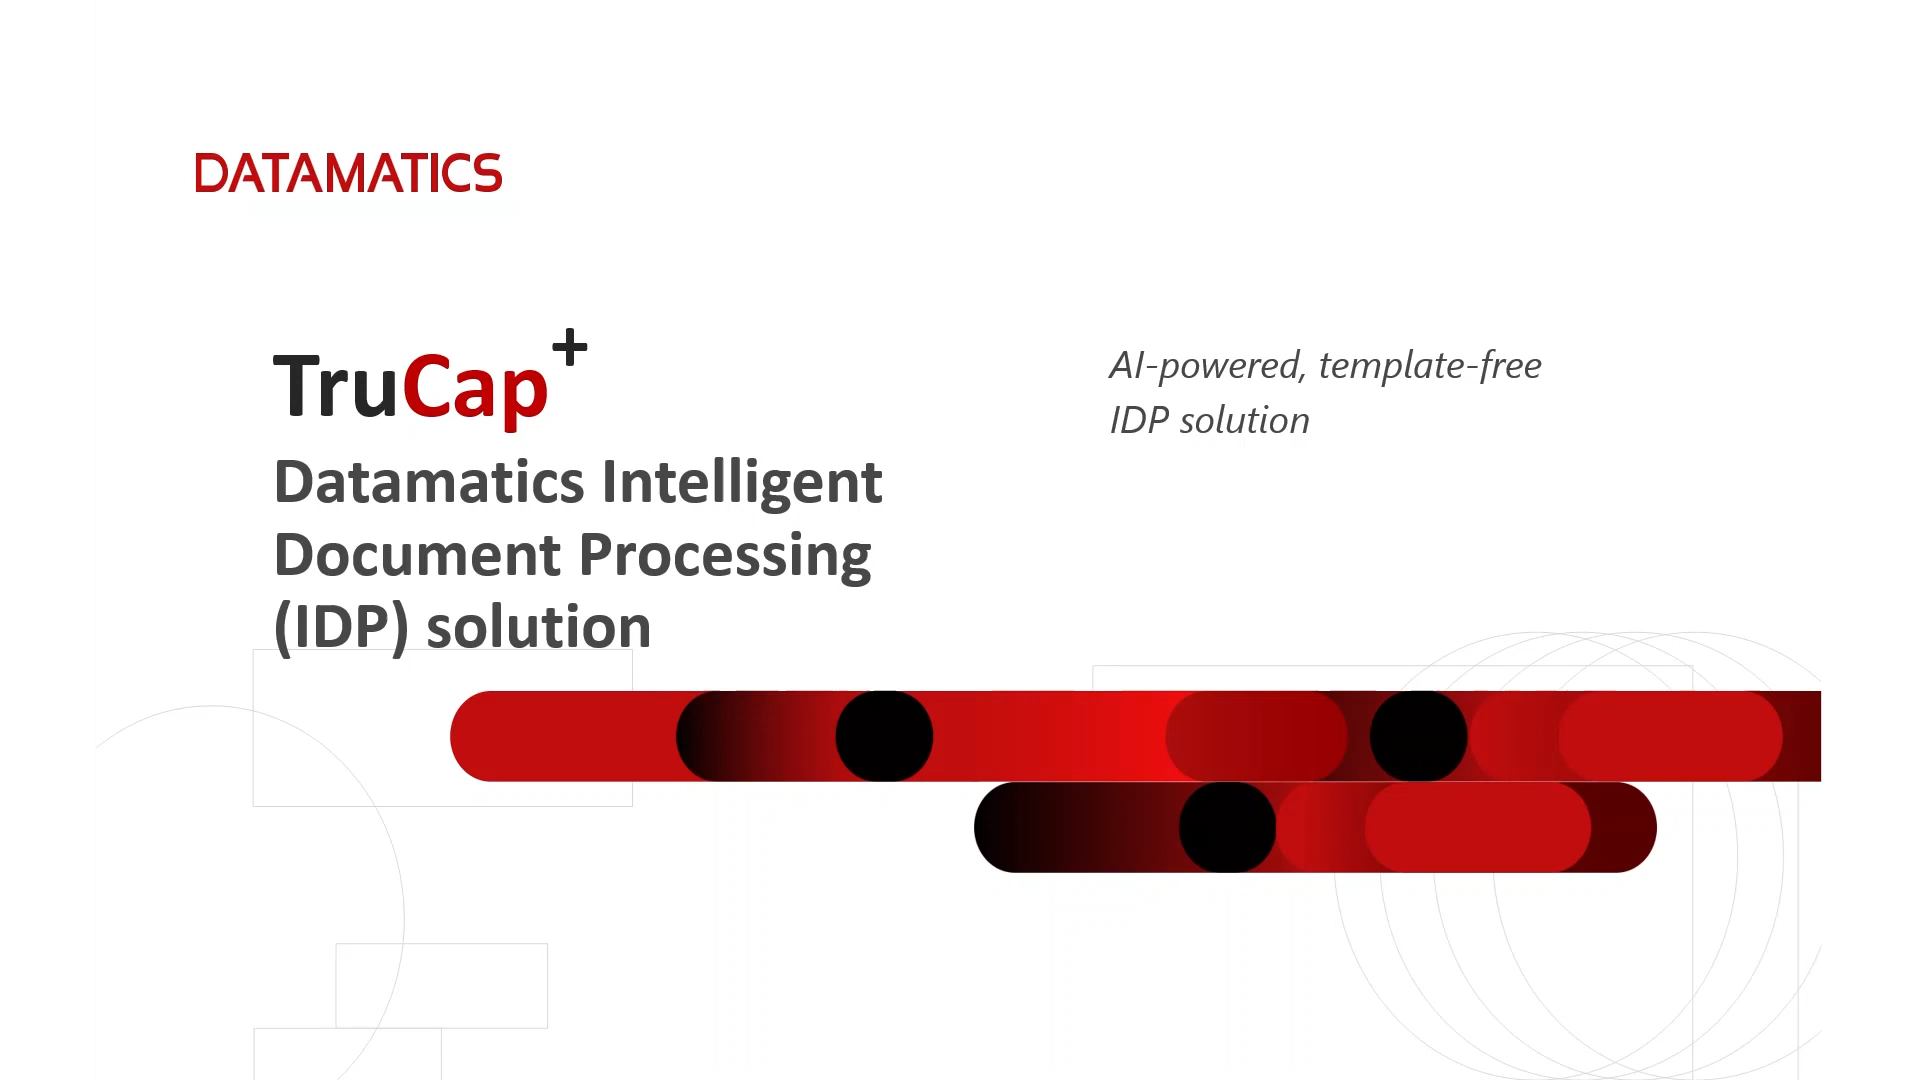 DATAMATICS
TruCap+
Datamatics Intelligent
Document Processing
(IDP) solution
AI-powered, template-free
IDP solution